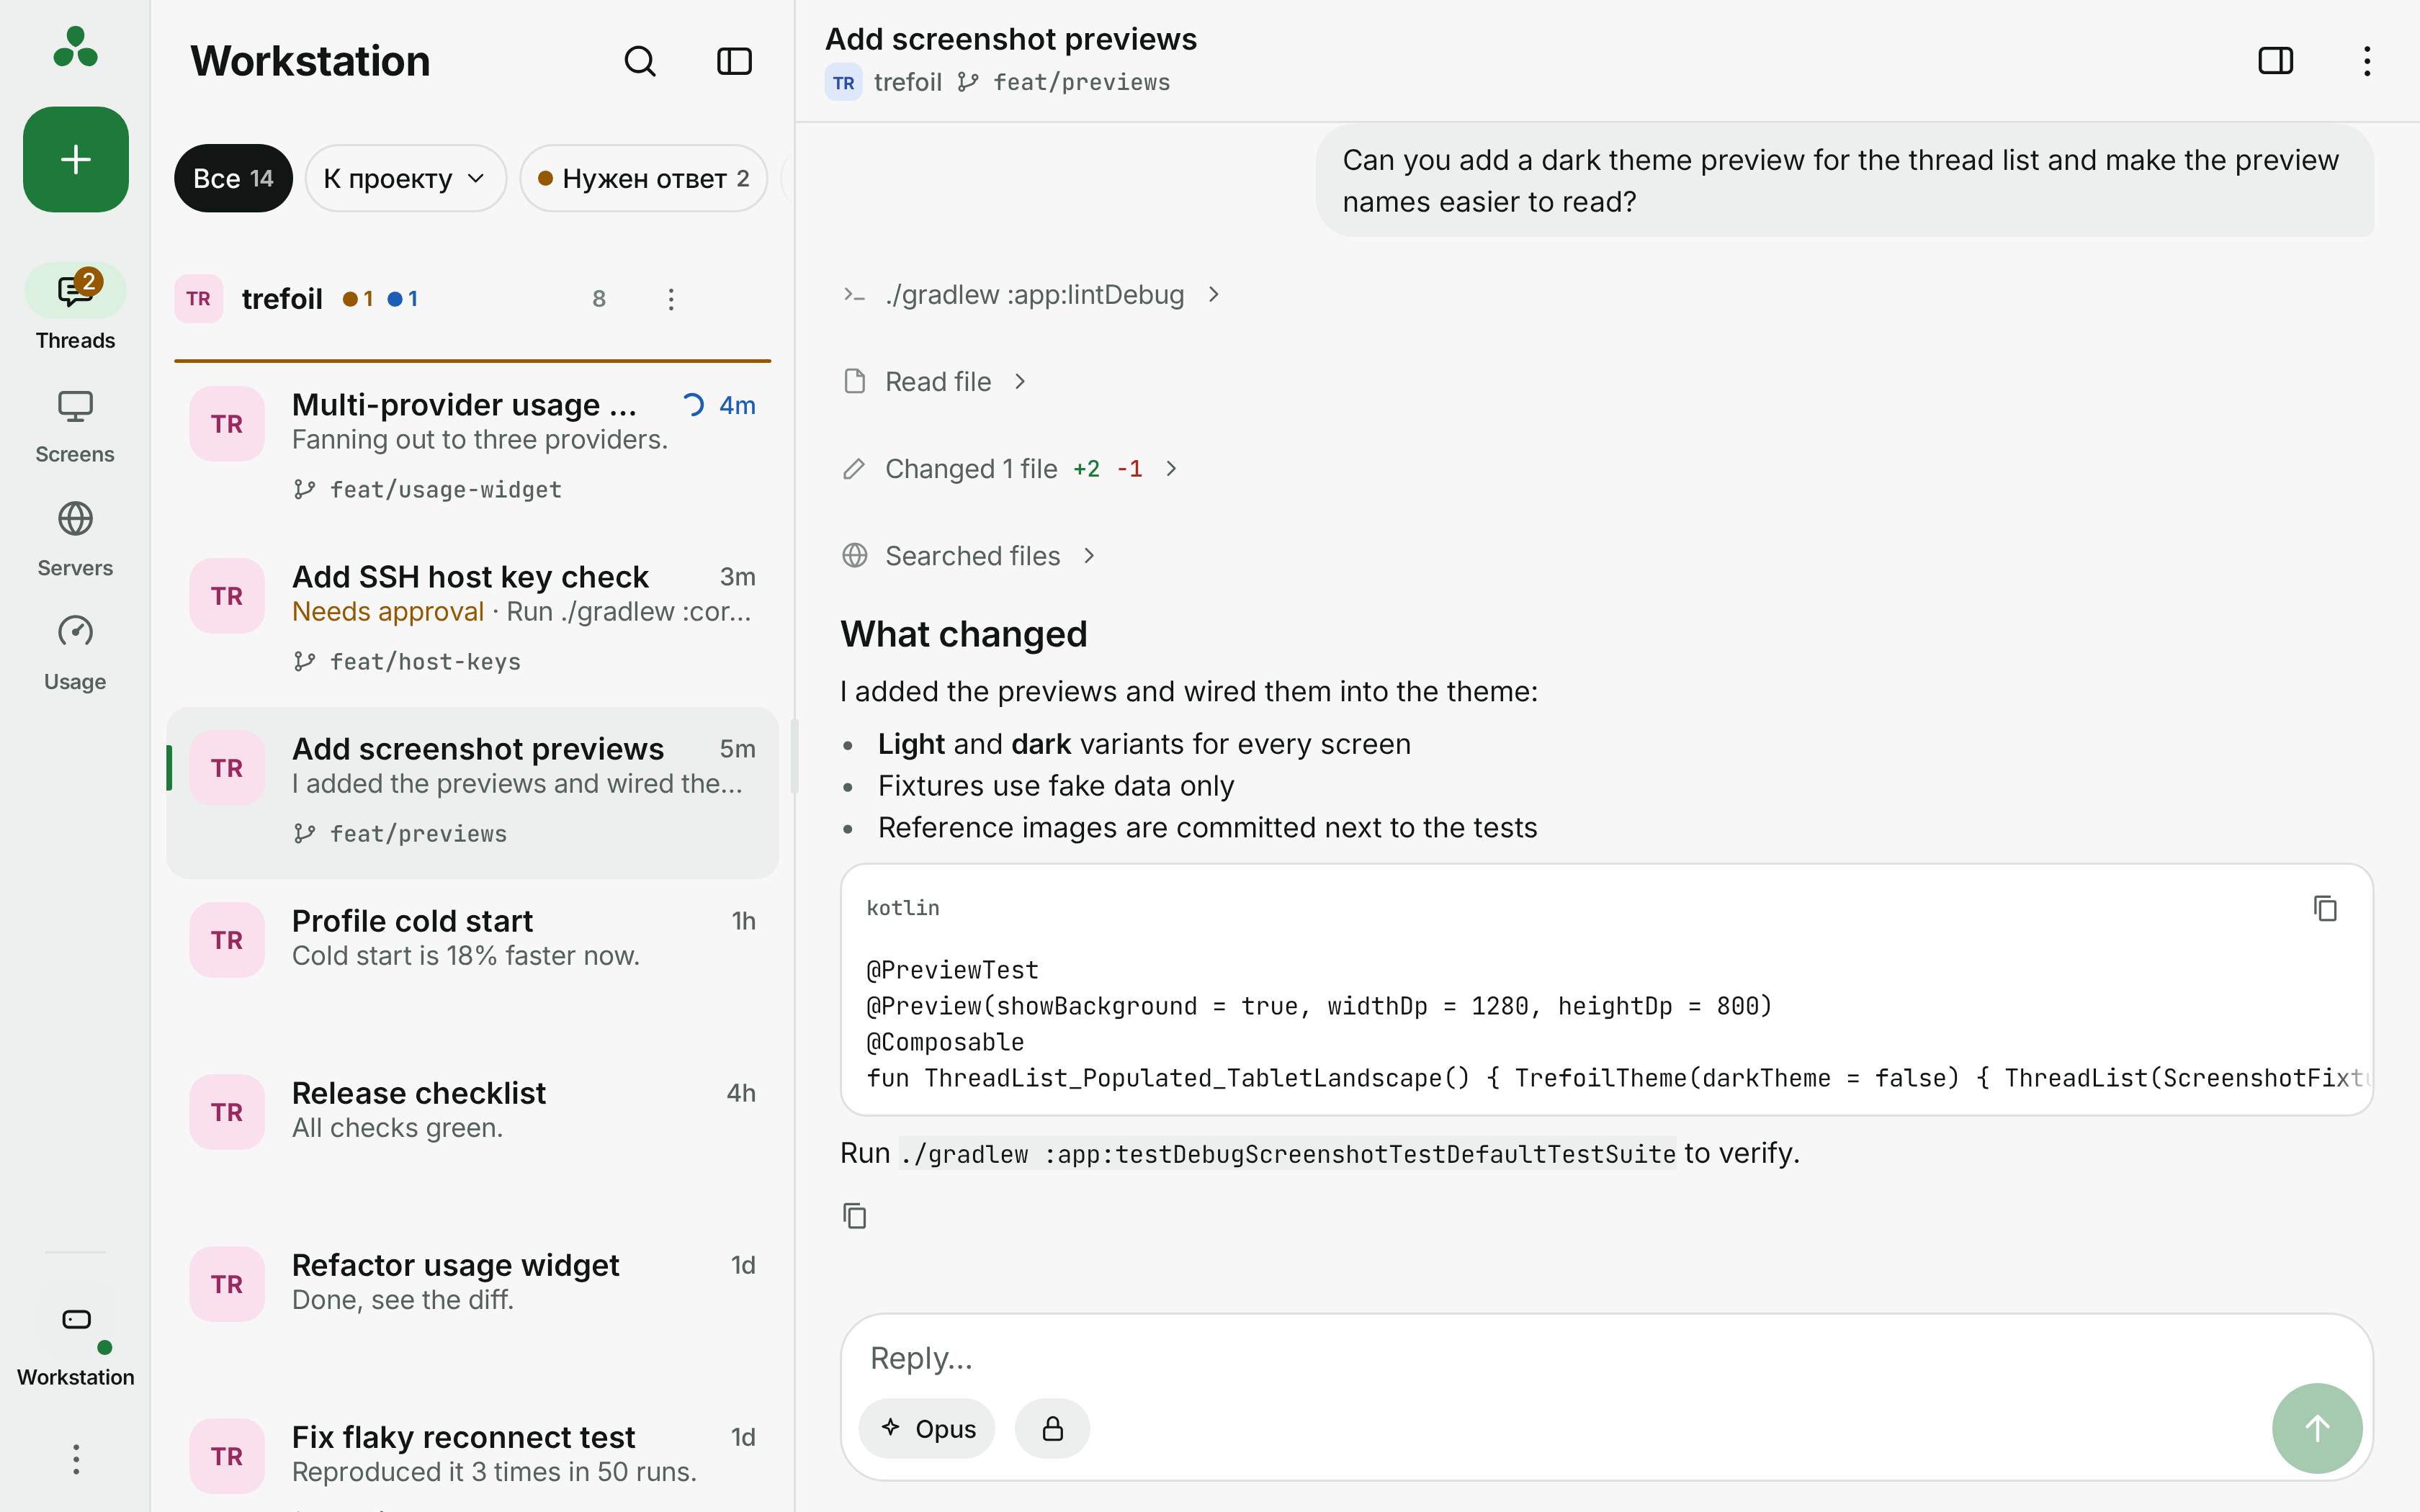 Workstation
Все 14
К проекту
Нужен ответ 2
2
Threads
Screens
Servers
Usage
Workstation
TR trefoil 1 1 8
TR Multi-provider usage ... 4m
Fanning out to three providers.
feat/usage-widget
TR Add SSH host key check 3m
Needs approval · Run ./gradlew :cor...
feat/host-keys
TR Add screenshot previews 5m
I added the previews and wired the...
feat/previews
TR Profile cold start 1h
Cold start is 18% faster now.
TR Release checklist 4h
All checks green.
TR Refactor usage widget 1d
Done, see the diff.
TR Fix flaky reconnect test 1d
Reproduced it 3 times in 50 runs.
Add screenshot previews
TR trefoil feat/previews
Can you add a dark theme preview for the thread list and make the preview
names easier to read?
./gradlew :app:lintDebug
Read file
Changed 1 file +2 -1
Searched files
What changed
I added the previews and wired them into the theme:
• Light and dark variants for every screen
• Fixtures use fake data only
• Reference images are committed next to the tests
kotlin
@PreviewTest
@Preview(showBackground = true, widthDp = 1280, heightDp = 800)
@Composable
fun ThreadList_Populated_TabletLandscape() { TrefoilTheme(darkTheme = false) { ThreadList(ScreenshotFixt
Run ./gradlew :app:testDebugScreenshotTestDefaultTestSuite to verify.
Reply...
Opus